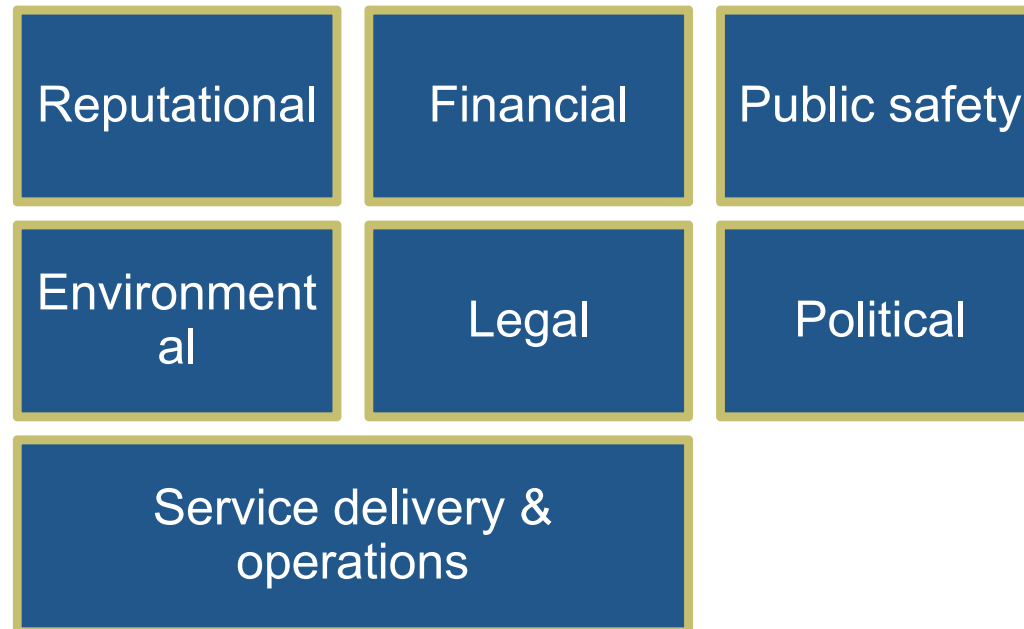 Reputational
Financial
Public safety
Environment
al
Legal
Political
Service delivery &
operations